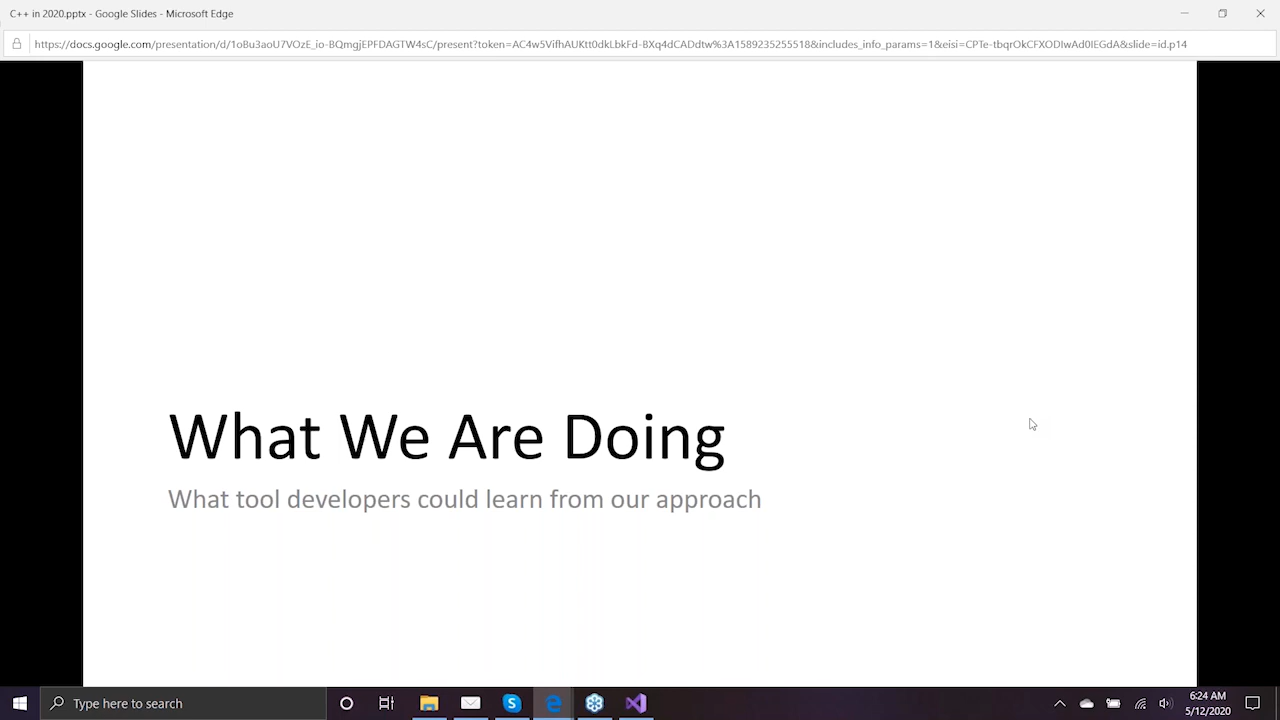 C++ in 2020.pptx - Google Slides - Microsoft Edge
https://docs.google.com/presentation/d/1oBu3aoU7VOzE_io-BQmgjEPFDAGTW4sC/present?token=AC4w5VifhAUKtt0dkLbkFd-BXq4dCADdtw%3A1589235255518&includes_info_params=1&eisi=CPTe-tbqrOkCFXODIwAd0IEGdA&slide=id.p14
What We Are Doing
What tool developers could learn from our approach
Type here to search
6:24 AM
5/12/2020